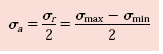 σₐ = σᵣ/2 = (σₘₐₓ − σₘᵢₙ)/2